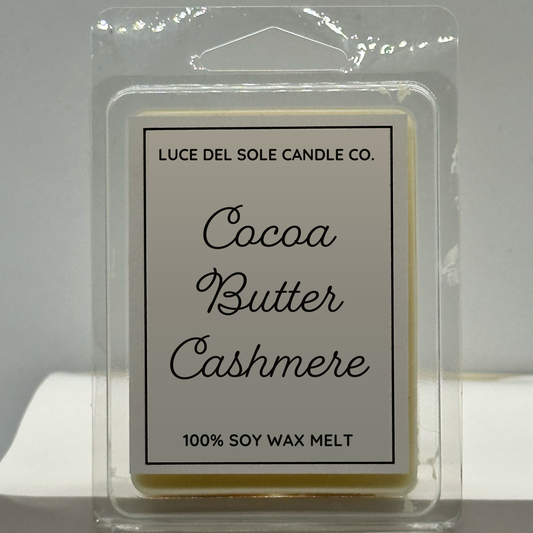 LUCE DEL SOLE CANDLE CO.
Cocoa
Butter
Cashmere
100% SOY WAX MELT